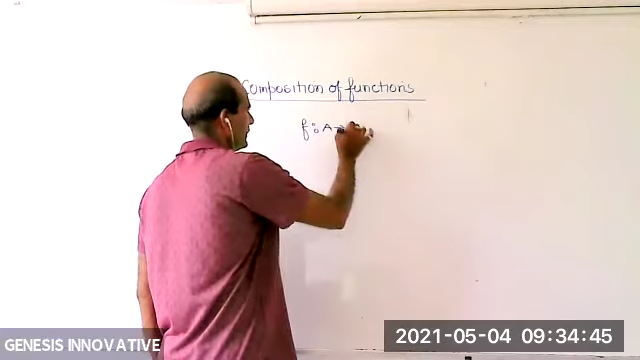 Composition of functions
f : A →
GENESIS INNOVATIVE
2021-05-04 09:34:45